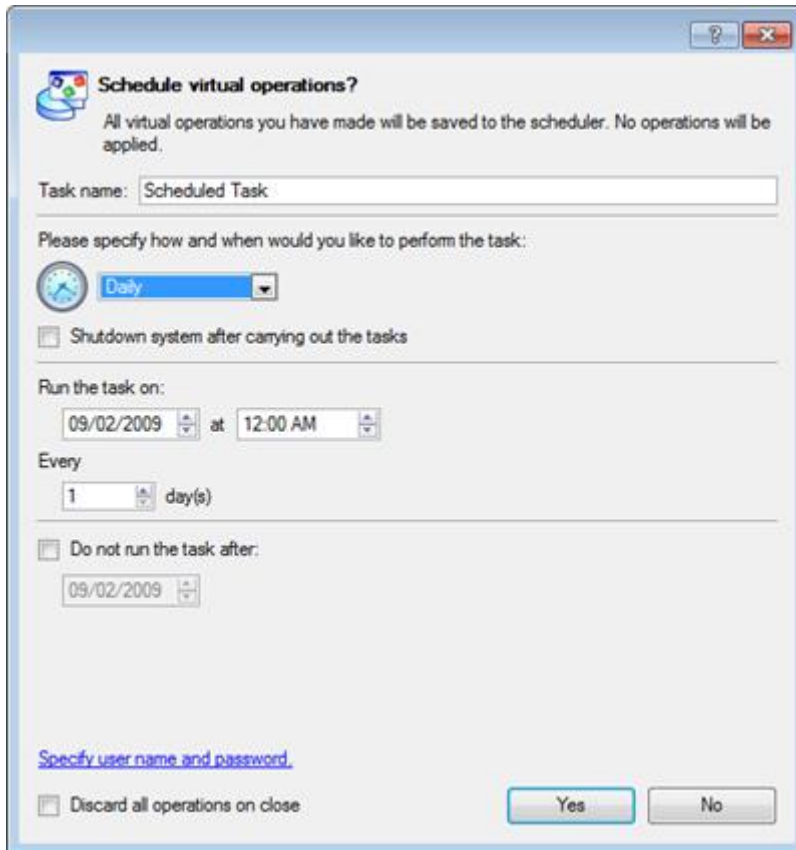 Schedule virtual operations?
All virtual operations you have made will be saved to the scheduler. No operations will be
applied.
Task name: Scheduled Task
Please specify how and when would you like to perform the task:
Daily
Shutdown system after carrying out the tasks
Run the task on:
09/02/2009 at 12:00 AM
Every
1 day(s)
Do not run the task after:
09/02/2009
Specify user name and password.
Discard all operations on close Yes No